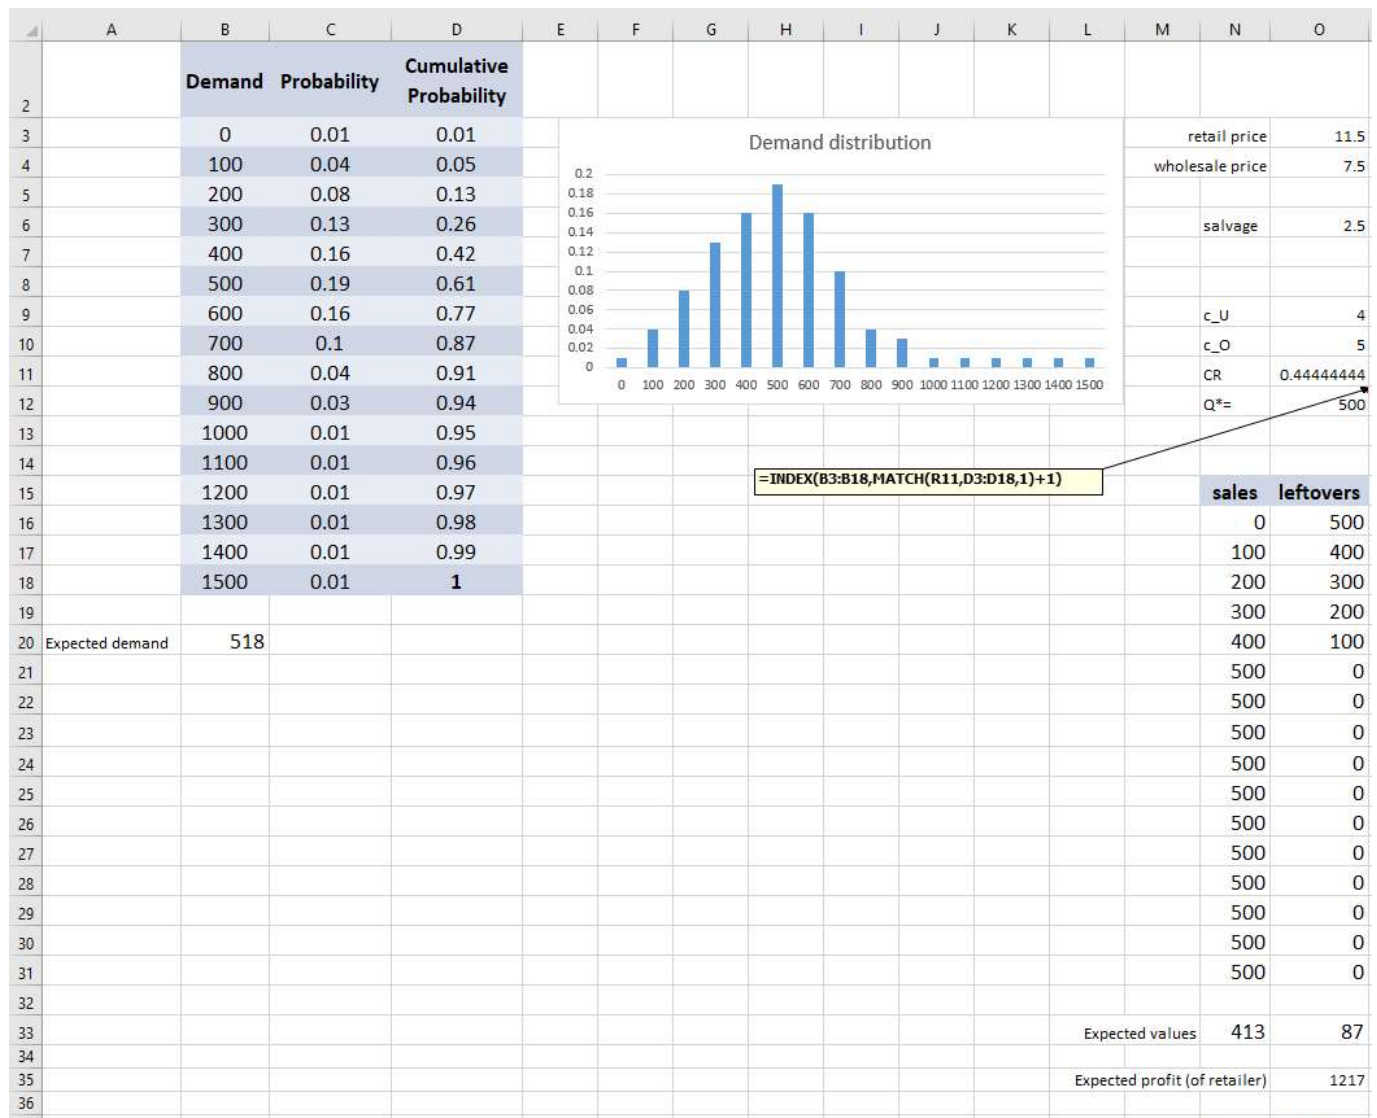 A B C D E F G H I J K L M N O
2 Demand Probability Cumulative Probability
3 0 0.01 0.01 Demand distribution retail price 11.5
4 100 0.04 0.05 wholesale price 7.5
5 200 0.08 0.13
6 300 0.13 0.26 salvage 2.5
7 400 0.16 0.42
8 500 0.19 0.61
9 600 0.16 0.77 c_U 4
10 700 0.1 0.87 c_O 5
11 800 0.04 0.91 CR 0.44444444
12 900 0.03 0.94 Q*= 500
0.2
0.18
0.16
0.14
0.12
0.1
0.08
0.06
0.04
0.02
0
0 100 200 300 400 500 600 700 800 900 1000 1100 1200 1300 1400 1500
13 1000 0.01 0.95
14 1100 0.01 0.96
=INDEX(B3:B18,MATCH(R11,D3:D18,1)+1)
15 1200 0.01 0.97 sales leftovers
16 1300 0.01 0.98 0 500
17 1400 0.01 0.99 100 400
18 1500 0.01 1 200 300
19 300 200
20 Expected demand 518 400 100
21 500 0
22 500 0
23 500 0
24 500 0
25 500 0
26 500 0
27 500 0
28 500 0
29 500 0
30 500 0
31 500 0
32
33 Expected values 413 87
34
35 Expected profit (of retailer) 1217
36